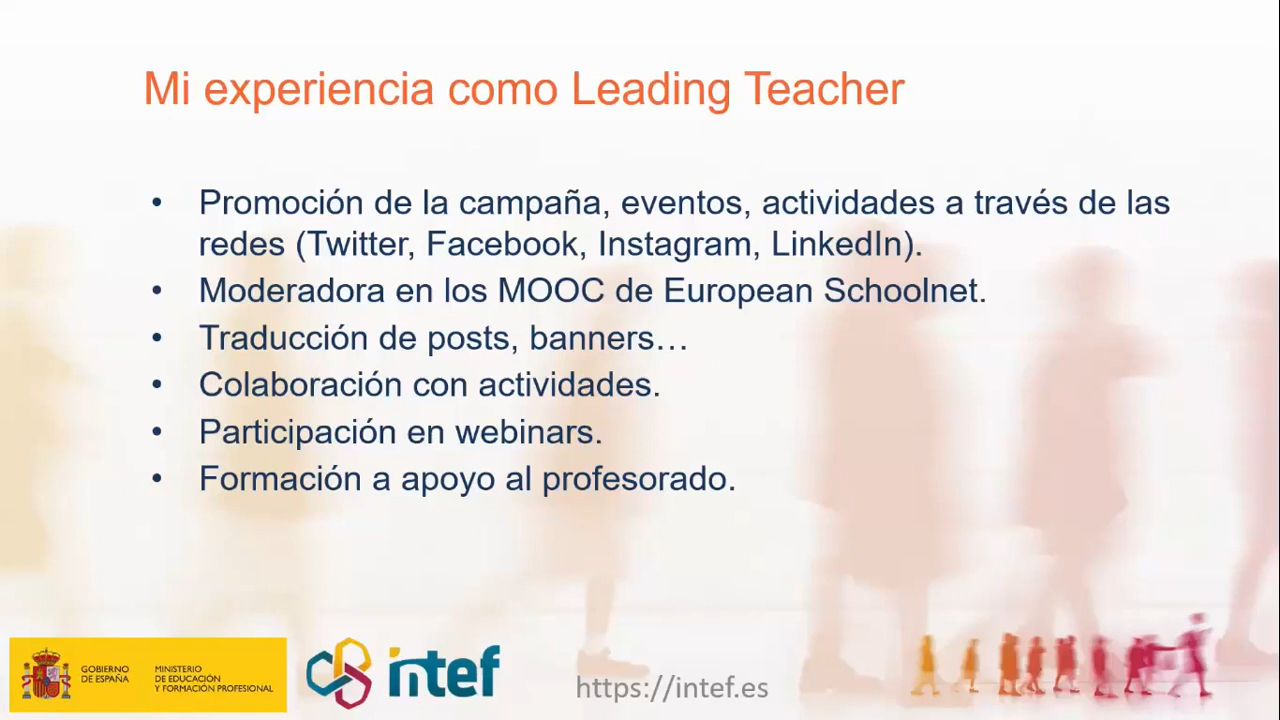 Mi experiencia como Leading Teacher
• Promoción de la campaña, eventos, actividades a través de las
redes (Twitter, Facebook, Instagram, LinkedIn).
• Moderadora en los MOOC de European Schoolnet.
• Traducción de posts, banners…
• Colaboración con actividades.
• Participación en webinars.
• Formación a apoyo al profesorado.
GOBIERNO
DE ESPAÑA
MINISTERIO
DE EDUCACIÓN
Y FORMACIÓN PROFESIONAL
intef
https://intef.es